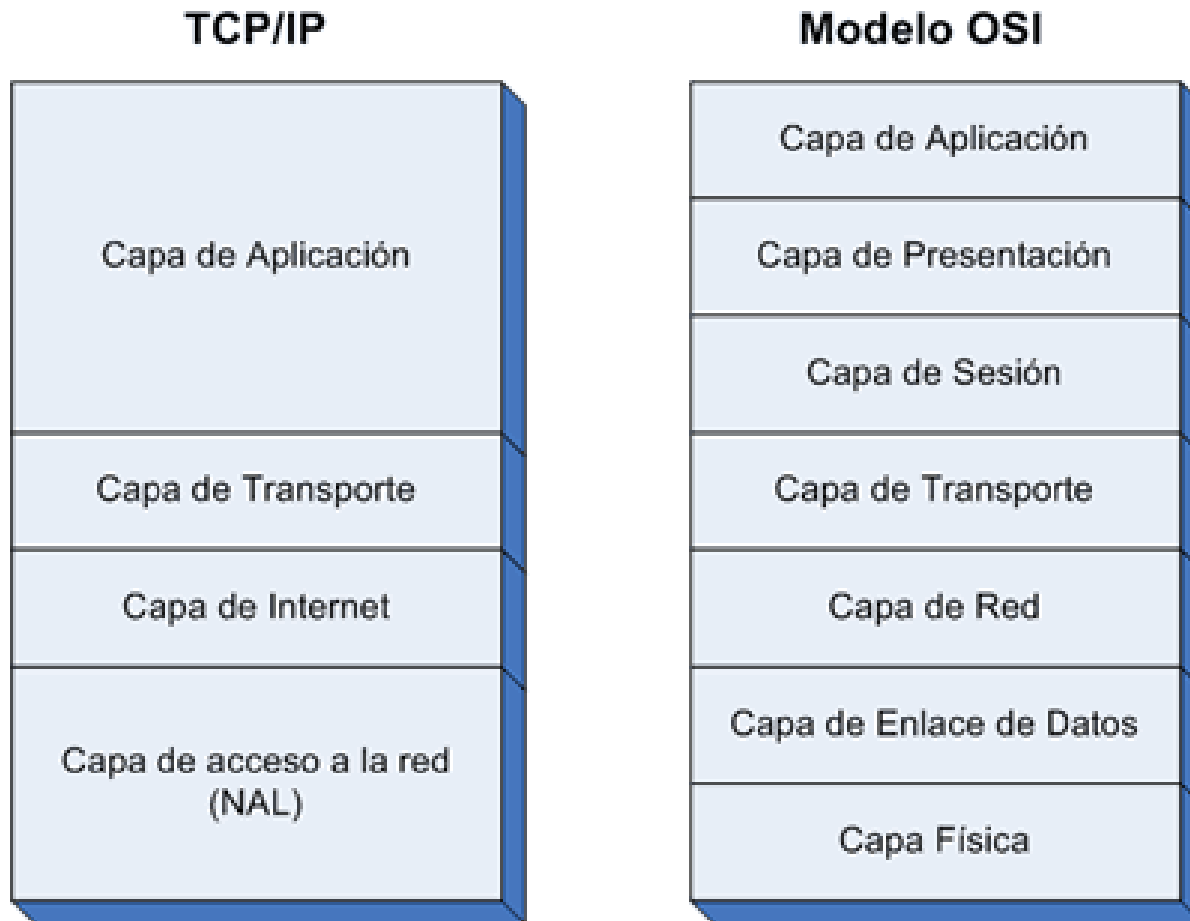 TCP/IP
Capa de Aplicación
Capa de Transporte
Capa de Internet
Capa de acceso a la red
(NAL)
Modelo OSI
Capa de Aplicación
Capa de Presentación
Capa de Sesión
Capa de Transporte
Capa de Red
Capa de Enlace de Datos
Capa Física